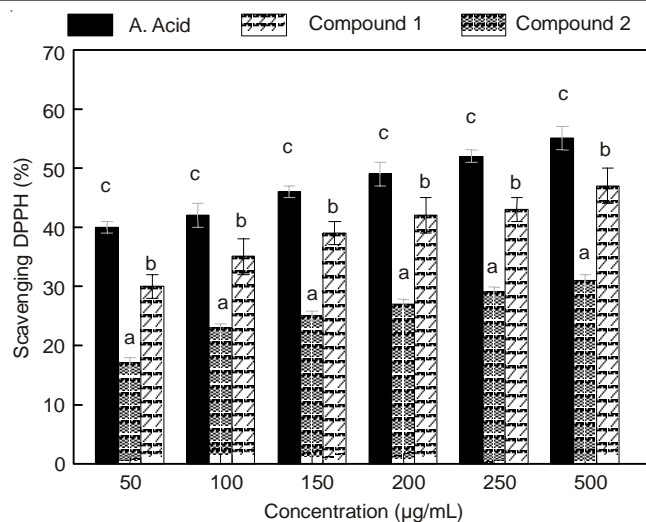 A. Acid Compound 1 Compound 2
70
60
50
40
30
20
10
0
Scavenging DPPH (%)
c c c c c c
b b b b b b
a a a a a a
50 100 150 200 250 500
Concentration (µg/mL)